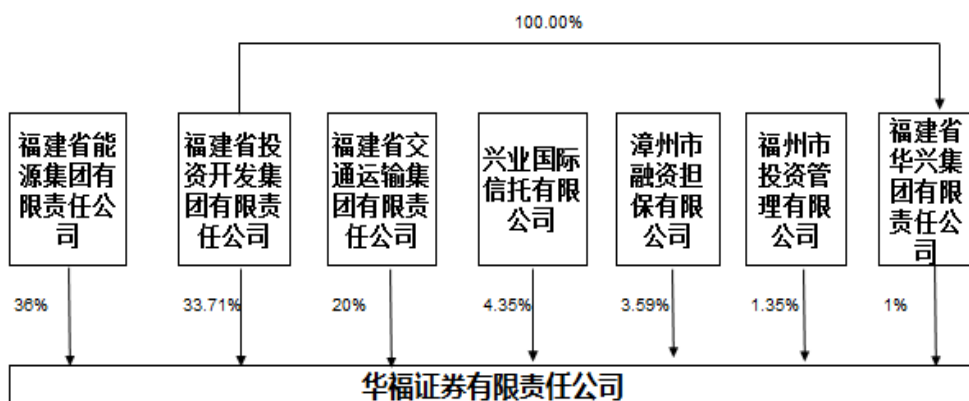 100.00%
福建省能
源集团有
限责任公
司
福建省投
资开发集
团有限责
任公司
福建省交
通运输集
团有限责
任公司
兴业国际
信托有限
公司
漳州市
融资担
保有限
公司
福州市
投资管
理有限
公司
福建省
华兴集
团有限
责任公
司
36%
33.71%
20%
4.35%
3.59%
1.35%
1%
华福证券有限责任公司